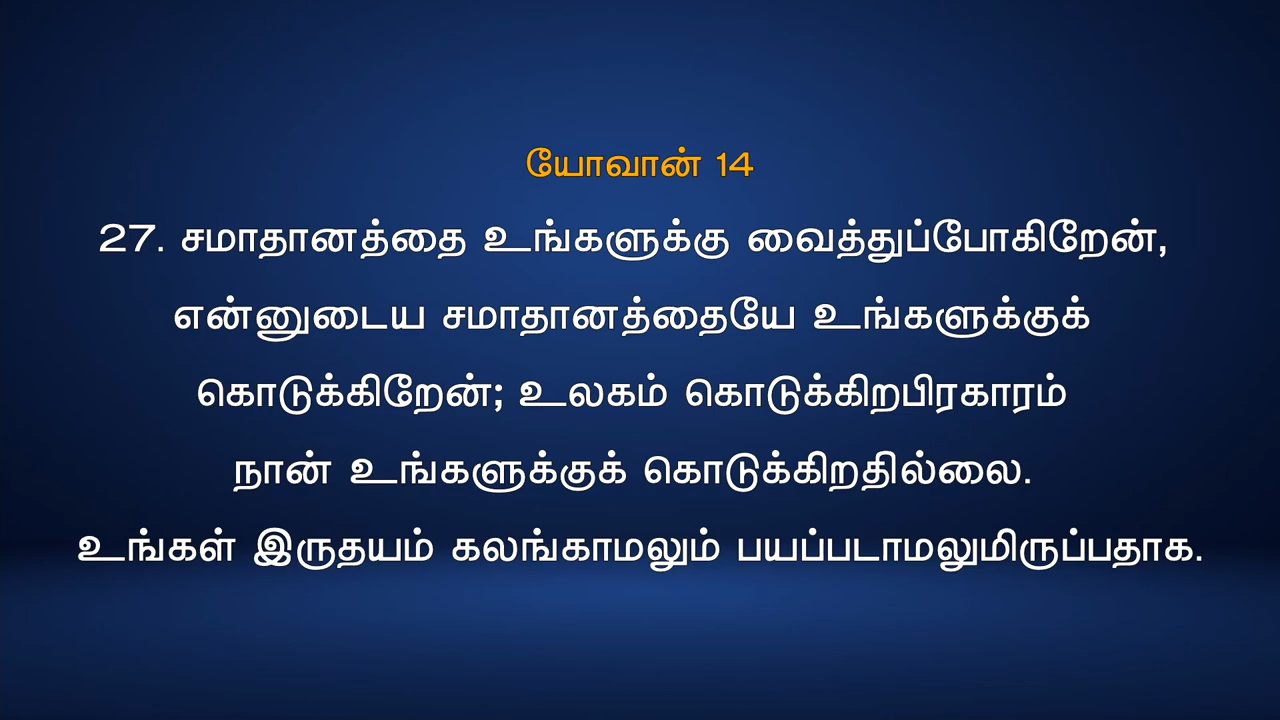 யோவான் 14
27. சமாதானத்தை உங்களுக்கு வைத்துப்போகிறேன்,
என்னுடைய சமாதானத்தையே உங்களுக்குக்
கொடுக்கிறேன்; உலகம் கொடுக்கிறபிரகாரம்
நான் உங்களுக்குக் கொடுக்கிறதில்லை.
உங்கள் இருதயம் கலங்காமலும் பயப்படாமலுமிருப்பதாக.